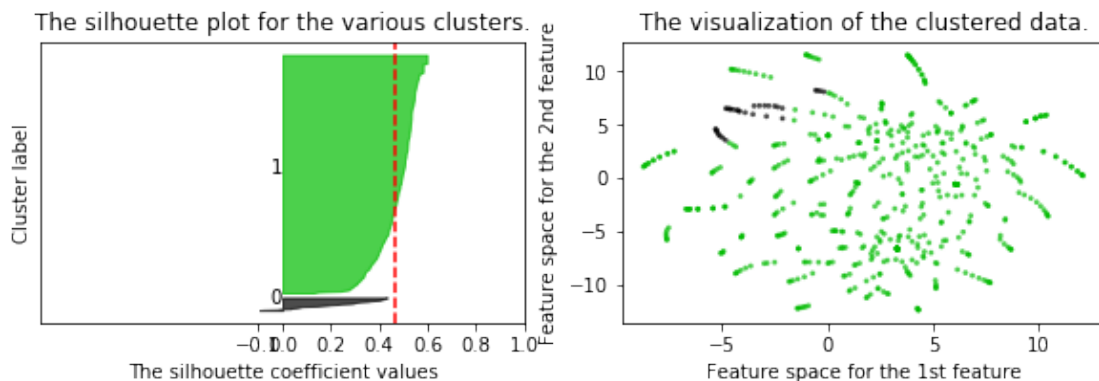 The silhouette plot for the various clusters.
Cluster label
1
0
-0.1 0.0 0.2 0.4 0.6 0.8 1.0
The silhouette coefficient values
The visualization of the clustered data.
Feature space for the 2nd feature
10
5
0
−5
−10
−5 0 5 10
Feature space for the 1st feature